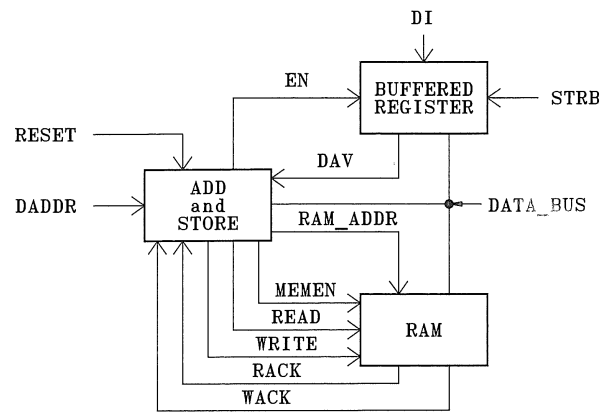 DI
EN
BUFFERED
REGISTER
STRB
RESET
DAV
DADDR
ADD
and
STORE
DATA_BUS
RAM_ADDR
MEMEN
READ
RAM
WRITE
RACK
WACK